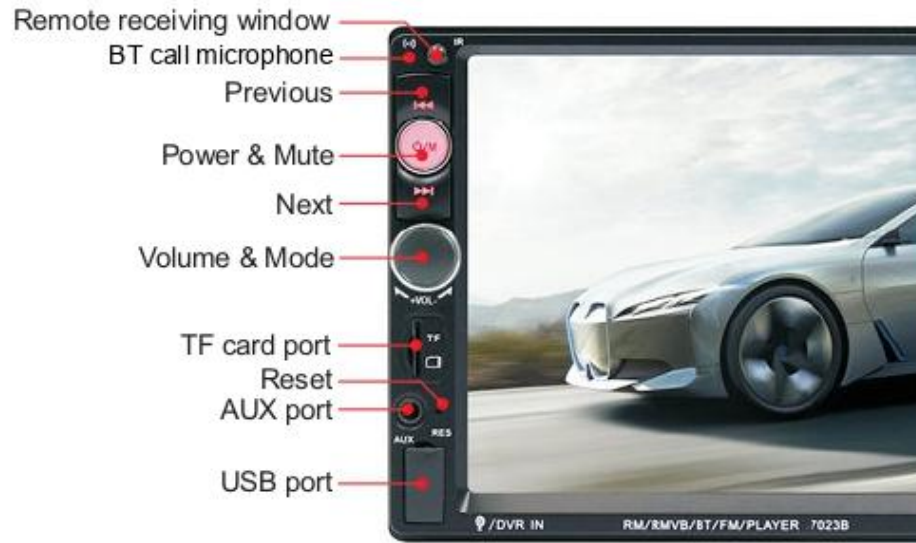 Remote receiving window
IR
BT call microphone
Previous
Power & Mute
/M
Next
Volume & Mode
+VOL-
TF card port
TF
Reset
AUX port
AUX
RES
USB port
/DVR IN
RM/RMVB/BT/FM/PLAYER 7023B